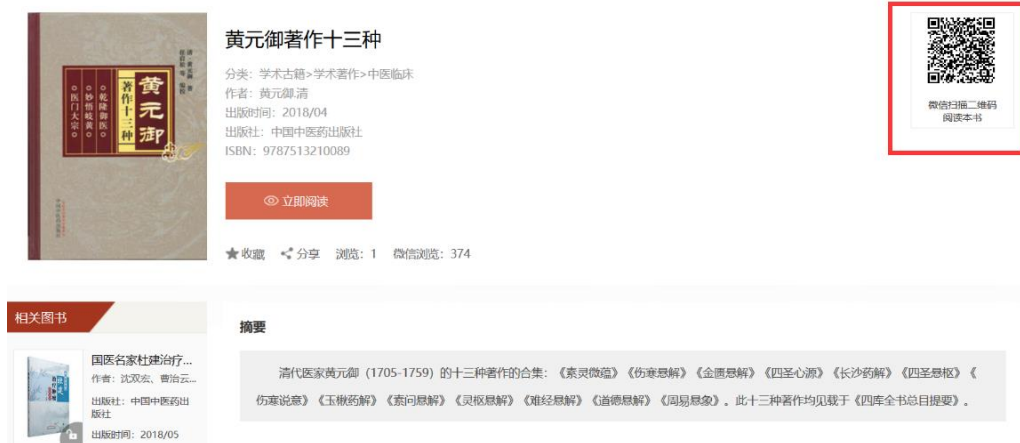 黄元御著作十三种
分类：学术古籍>学术著作>中医临床
作者：黄元御.清
出版时间：2018/04
出版社：中国中医药出版社
ISBN：9787513210089
立即阅读
收藏 分享 浏览：1 微信浏览：374
微信扫描二维码
阅读本书
黄元御
著作十三种
乾隆御医
妙悟岐黄
医门大宗
相关图书
国医名家杜建治疗...
作者：沈双宏、曹治云...
出版社：中国中医药出
版社
出版时间：2018/05
摘要
清代医家黄元御（1705-1759）的十三种著作的合集：《素灵微蕴》《伤寒悬解》《金匮悬解》《四圣心源》《长沙药解》《四圣悬枢》《
伤寒说意》《玉楸药解》《素问悬解》《灵枢悬解》《难经悬解》《道德悬解》《周易悬象》。此十三种著作均见载于《四库全书总目提要》。